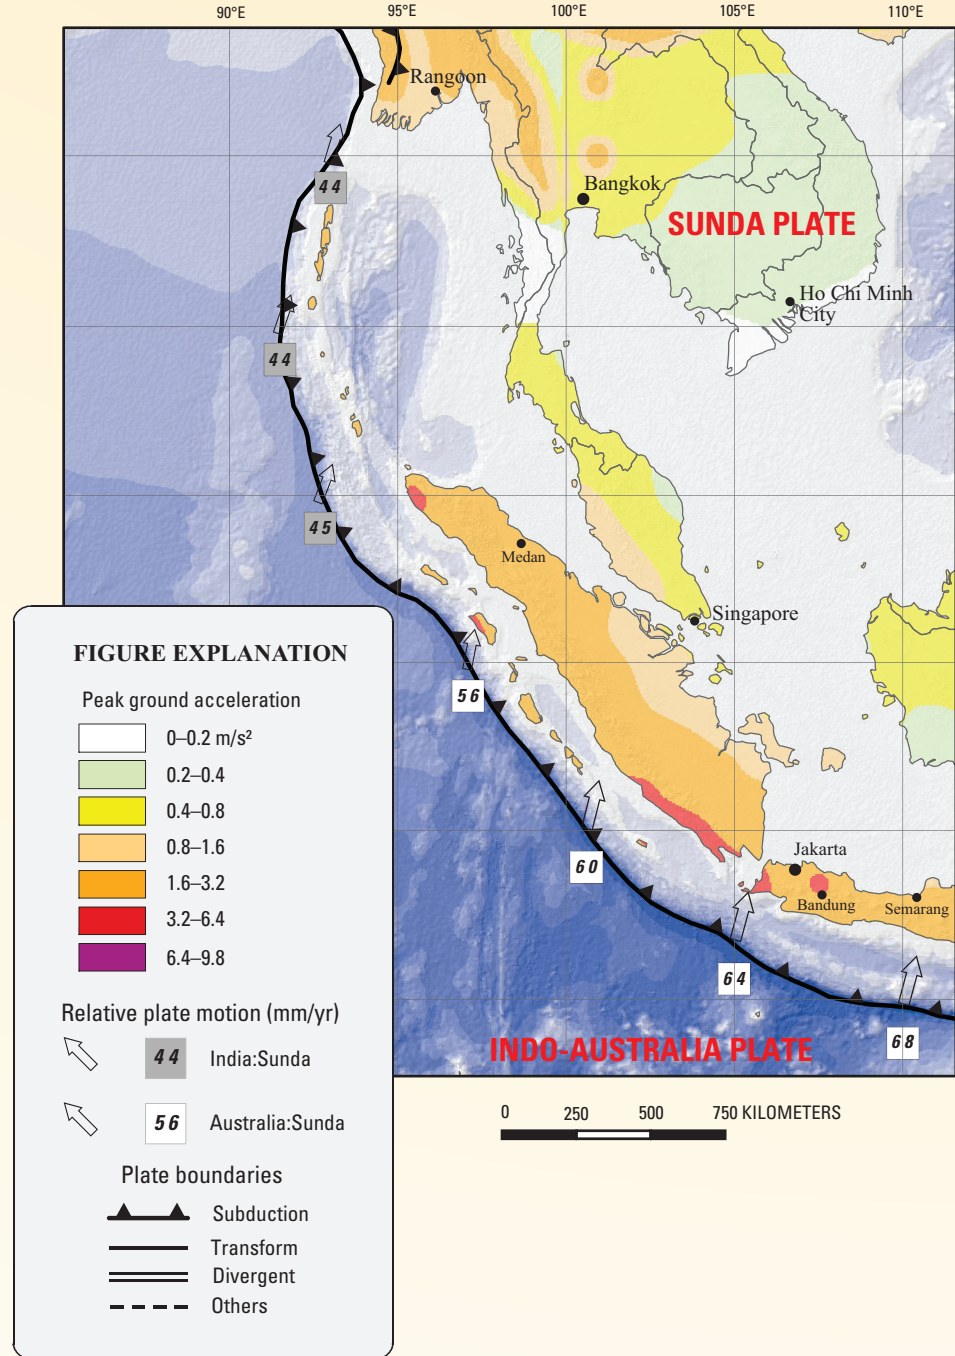 90°E 95°E 100°E 105°E 110°E
Rangoon
44
Bangkok
SUNDA PLATE
Ho Chi Minh
City
44
45
Medan
Singapore
56
60
Jakarta
Bandung
Semarang
64
68
INDO-AUSTRALIA PLATE
FIGURE EXPLANATION
Peak ground acceleration
0–0.2 m/s²
0.2–0.4
0.4–0.8
0.8–1.6
1.6–3.2
3.2–6.4
6.4–9.8
Relative plate motion (mm/yr)
44 India:Sunda
56 Australia:Sunda
Plate boundaries
Subduction
Transform
Divergent
Others
0 250 500 750 KILOMETERS